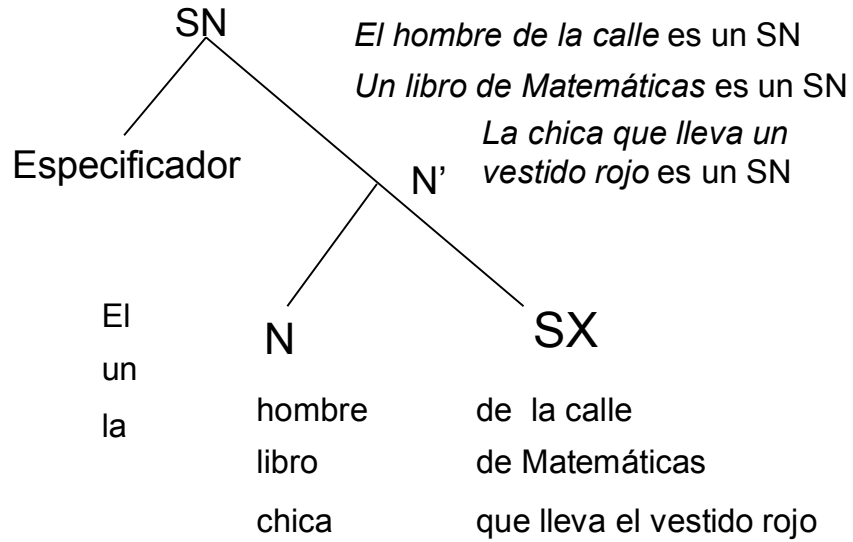 SN
El hombre de la calle es un SN
Un libro de Matemáticas es un SN
La chica que lleva un
vestido rojo es un SN
Especificador
N’
El
un
la
N
SX
hombre
de la calle
libro
de Matemáticas
chica
que lleva el vestido rojo